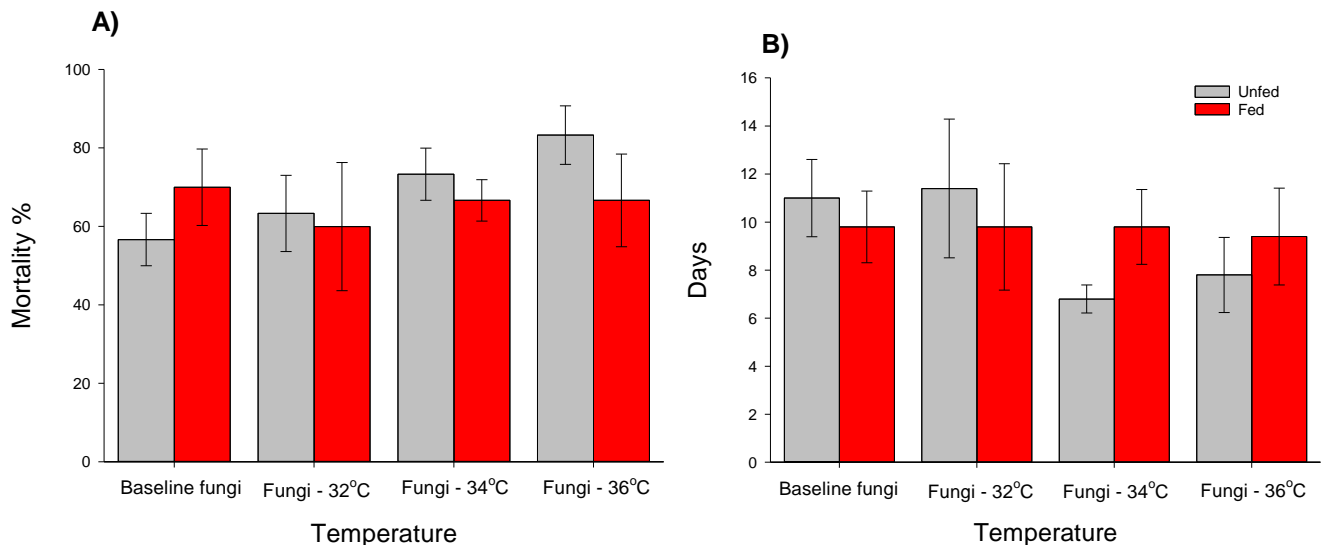 A)
100
80
60
40
20
0
Mortality %
Baseline fungi Fungi - 32°C Fungi - 34°C Fungi - 36°C
Temperature
B)
16
14
12
10
8
6
4
2
0
Days
Unfed
Fed
Baseline fungi Fungi - 32°C Fungi - 34°C Fungi - 36°C
Temperature